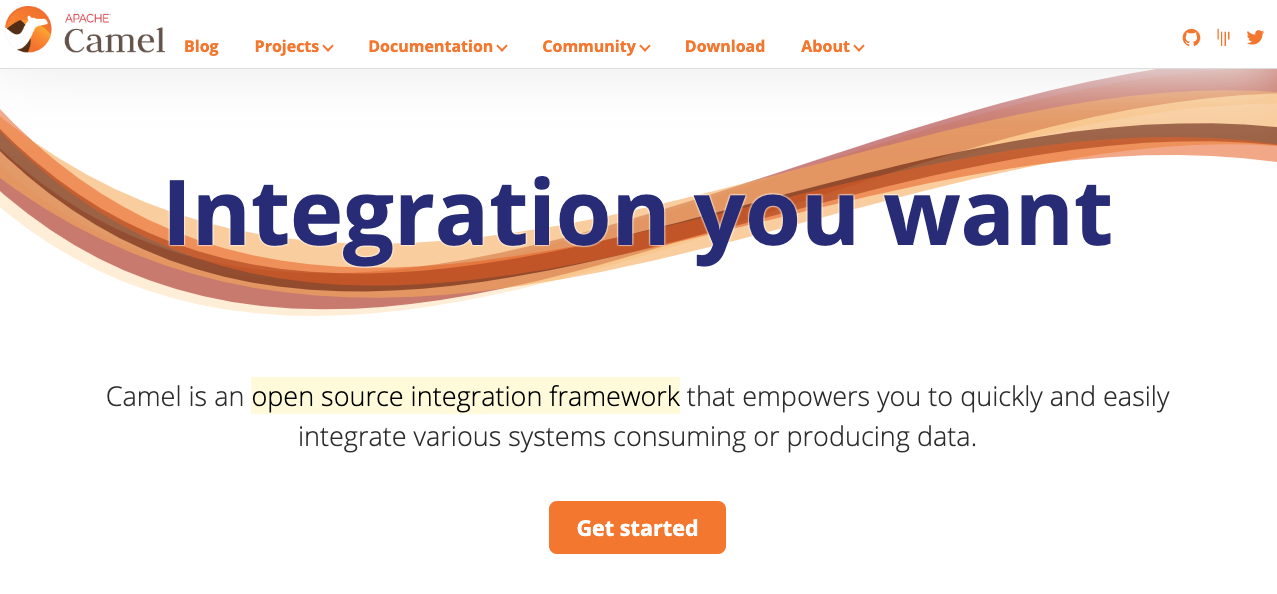 APACHE
Camel
Blog Projects Documentation Community Download About
Integration you want
Camel is an open source integration framework that empowers you to quickly and easily
integrate various systems consuming or producing data.
Get started